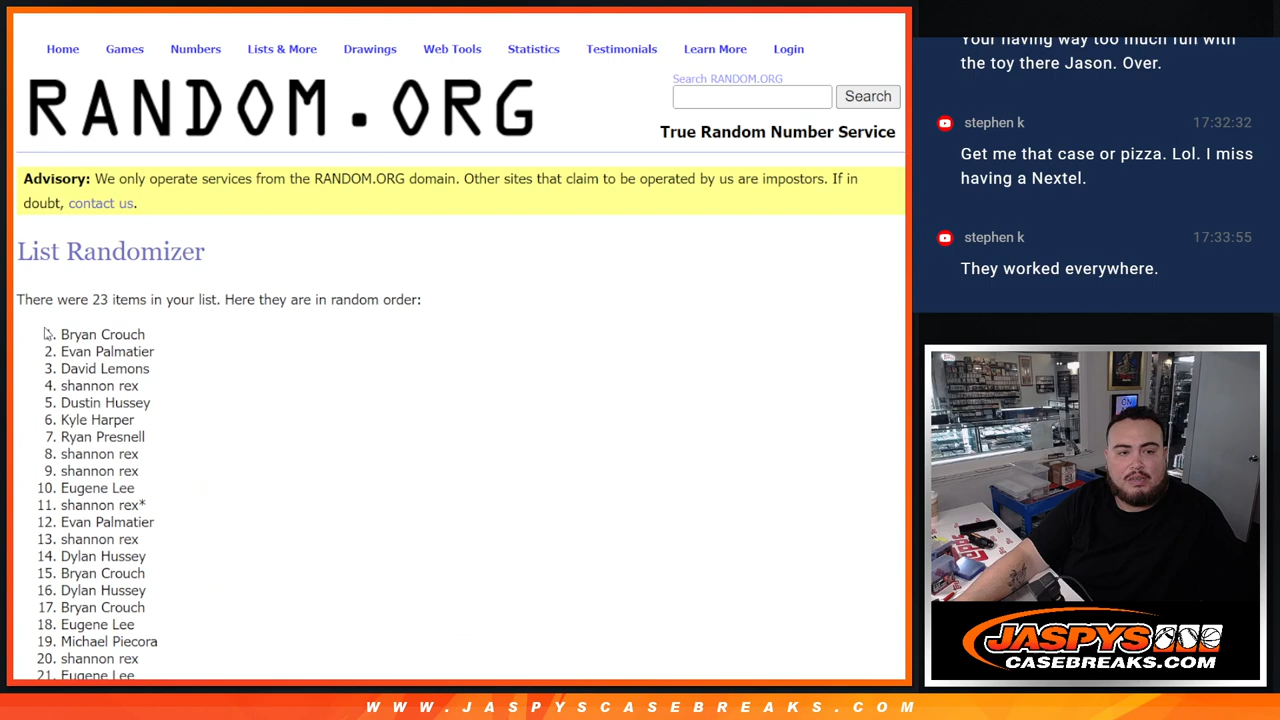 Home Games Numbers Lists & More Drawings Web Tools Statistics Testimonials Learn More Login
RANDOM.ORG
Search RANDOM.ORG
Search
True Random Number Service
Advisory: We only operate services from the RANDOM.ORG domain. Other sites that claim to be operated by us are impostors. If in
doubt, contact us.
List Randomizer
There were 23 items in your list. Here they are in random order:
1. Bryan Crouch
2. Evan Palmatier
3. David Lemons
4. shannon rex
5. Dustin Hussey
6. Kyle Harper
7. Ryan Presnell
8. shannon rex
9. shannon rex
10. Eugene Lee
11. shannon rex*
12. Evan Palmatier
13. shannon rex
14. Dylan Hussey
15. Bryan Crouch
16. Dylan Hussey
17. Bryan Crouch
18. Eugene Lee
19. Michael Piecora
20. shannon rex
21. Eugene Lee
Your having way too much fun with
the toy there Jason. Over.
stephen k 17:32:32
Get me that case or pizza. Lol. I miss
having a Nextel.
stephen k 17:33:55
They worked everywhere.
JASPYS
CASEBREAKS.COM
WWW.JASPYSCASEBREAKS.COM